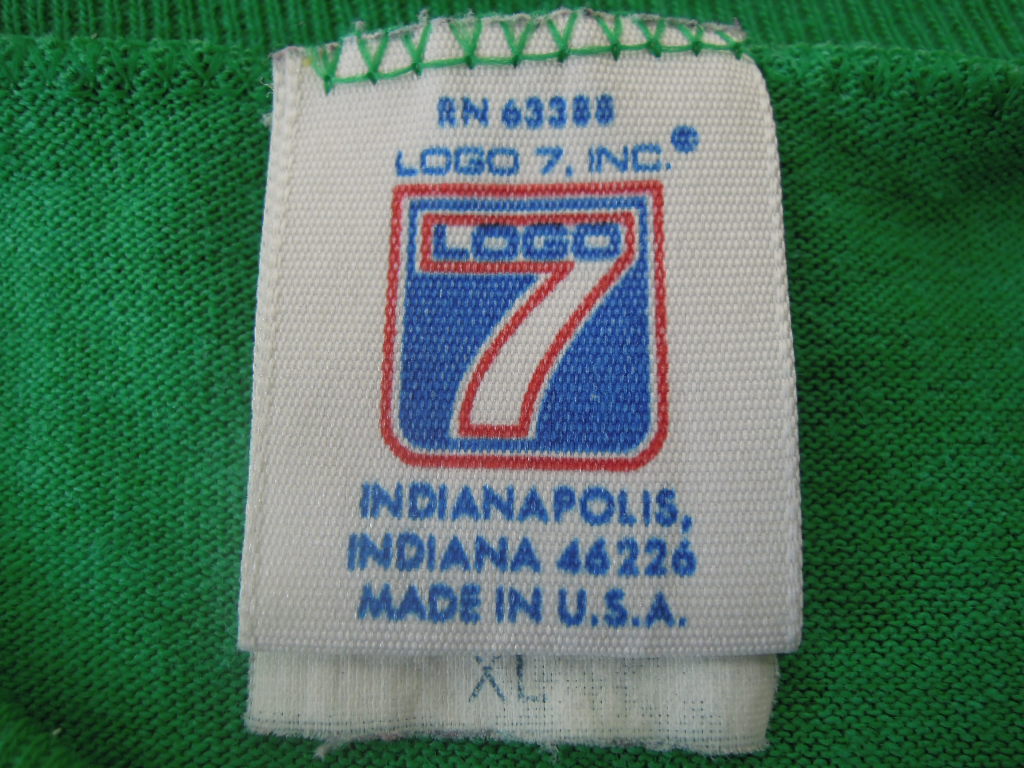 RN 63388
LOGO 7, INC.®
LOGO
7
INDIANAPOLIS,
INDIANA 46226
MADE IN U.S.A.
XL